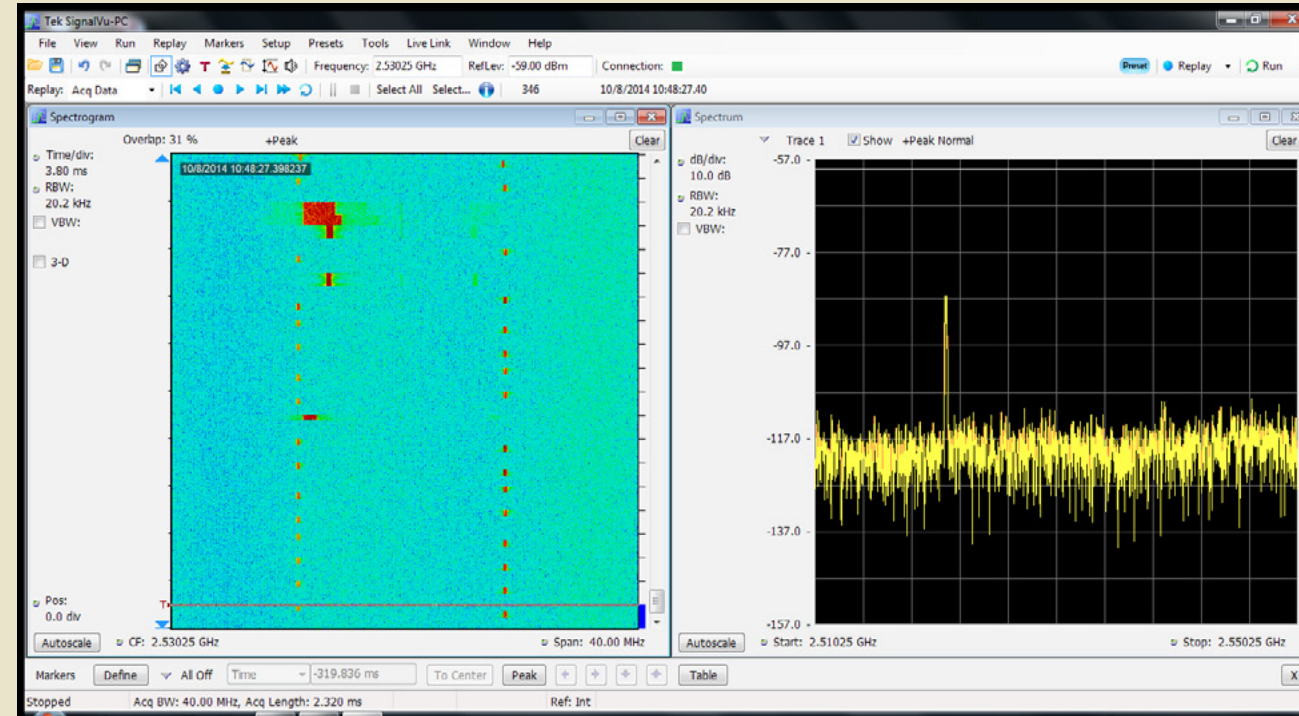 Tek SignalVu-PC
File View Run Replay Markers Setup Presets Tools Live Link Window Help
T Frequency: 2.53025 GHz RefLev: -59.00 dBm Connection: Preset Replay Run
Replay: Acq Data Select All Select... 346 10/8/2014 10:48:27.40
Spectrogram
Overlap: 31 % +Peak Clear
Time/div:
3.80 ms
RBW:
20.2 kHz
VBW:
3-D
10/8/2014 10:48:27.398237
Pos:
0.0 div
T
Autoscale CF: 2.53025 GHz Span: 40.00 MHz
Spectrum
Trace 1 Show +Peak Normal Clear
dB/div:
10.0 dB
RBW:
20.2 kHz
VBW:
-57.0
-77.0
-97.0
-117.0
-137.0
-157.0
Autoscale Start: 2.51025 GHz Stop: 2.55025 GHz
Markers Define All Off Time -319.836 ms To Center Peak Table X
Stopped Acq BW: 40.00 MHz, Acq Length: 2.320 ms Ref: Int